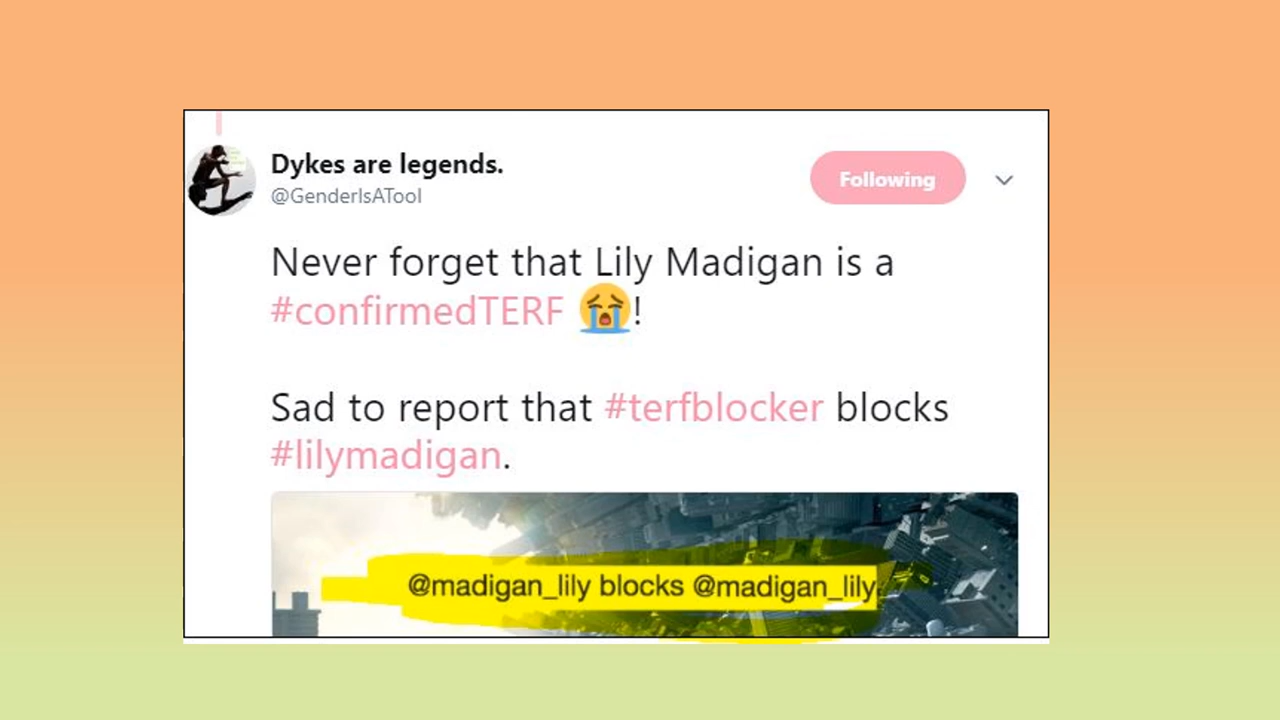 Dykes are legends.
@GenderIsATool
Following
Never forget that Lily Madigan is a
#confirmedTERF 😭!
Sad to report that #terfblocker blocks
#lilymadigan.
@madigan_lily blocks @madigan_lily